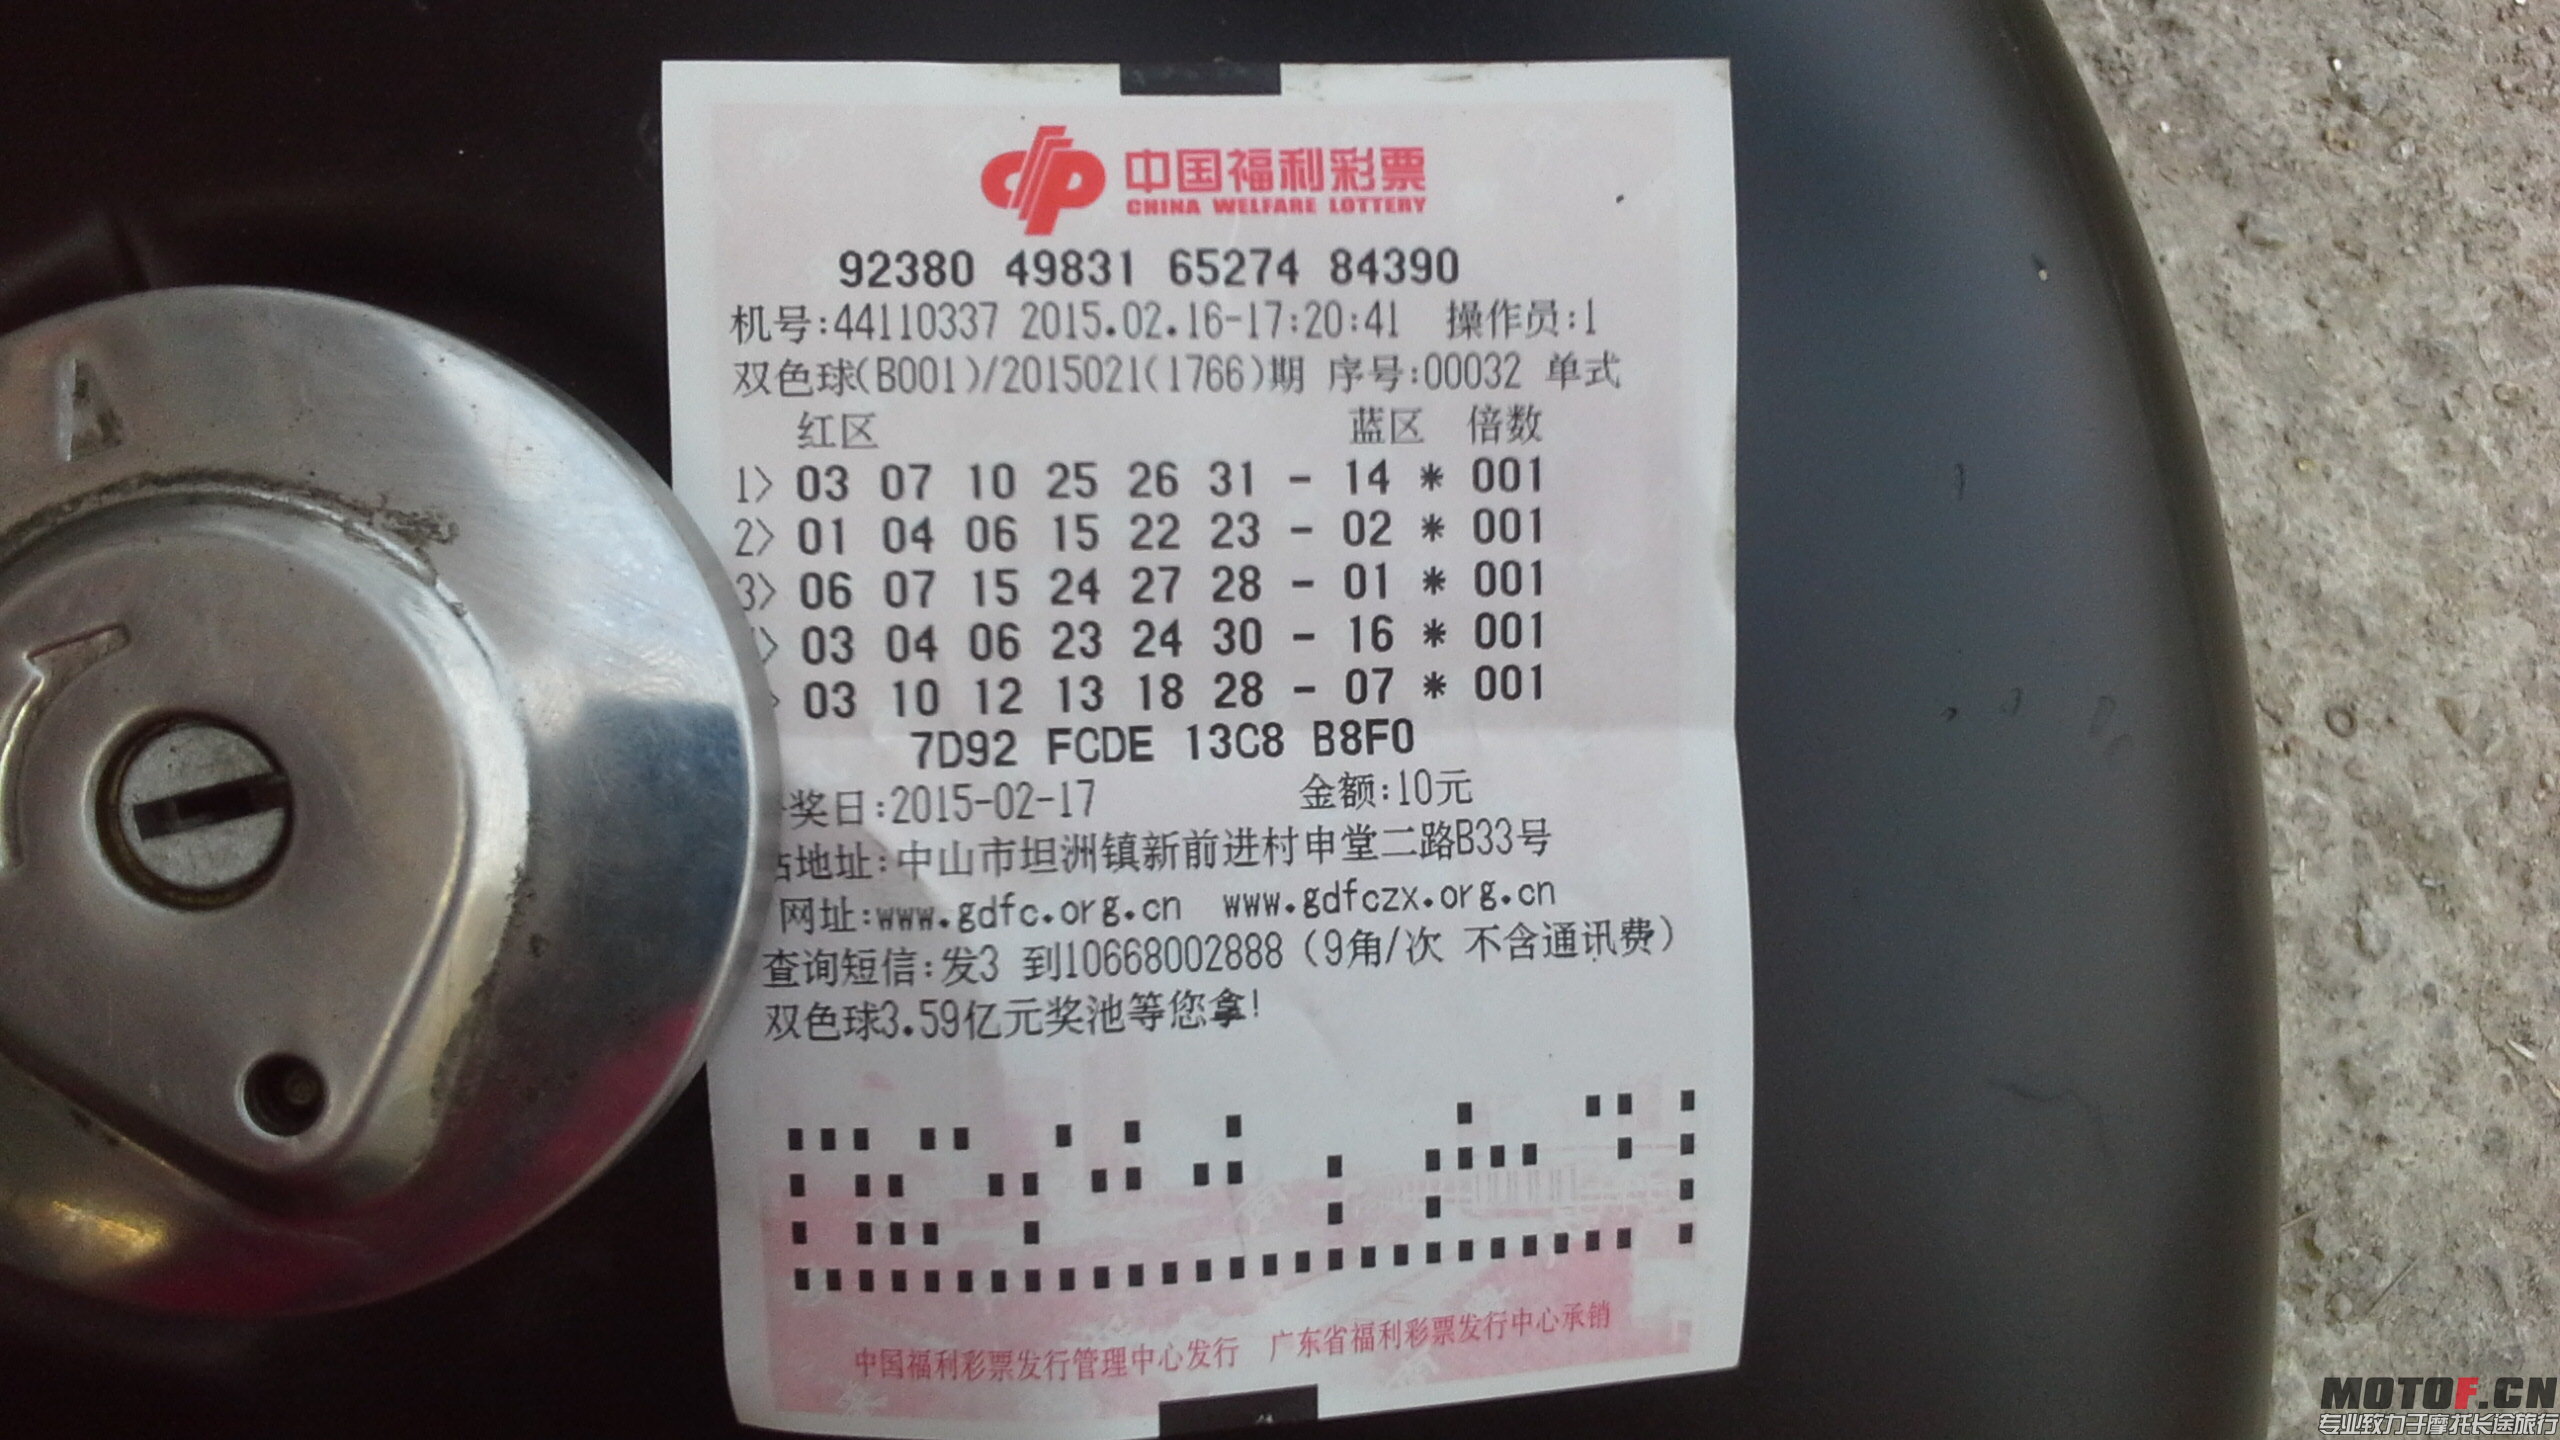 A
中国福利彩票
CHINA WELFARE LOTTERY
92380 49831 65274 84390
机号:44110337 2015.02.16-17:20:41 操作员:1
双色球(B001)/2015021(1766)期 序号:00032 单式
红区 蓝区 倍数
1> 03 07 10 25 26 31 - 14 * 001
2> 01 04 06 15 22 23 - 02 * 001
3> 06 07 15 24 27 28 - 01 * 001
> 03 04 06 23 24 30 - 16 * 001
> 03 10 12 13 18 28 - 07 * 001
7D92 FCDE 13C8 B8F0
奖日:2015-02-17 金额:10元
地址:中山市坦洲镇新前进村申堂二路B33号
网址:www.gdfc.org.cn www.gdfczx.org.cn
查询短信:发3 到10668002888(9角/次 不含通讯费)
双色球3.59亿元奖池等您拿!
中国福利彩票发行管理中心发行 广东省福利彩票发行中心承销
MOTOF.CN
专业致力于摩托长途旅行